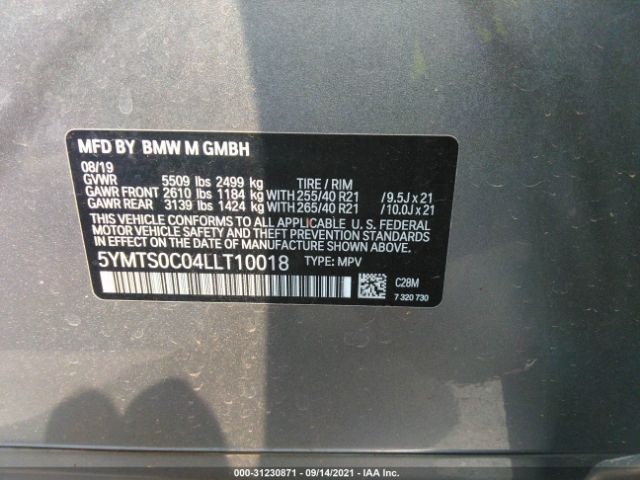 MFD BY BMW M GMBH
08/19
GVWR 5509 lbs 2499 kg TIRE / RIM
GAWR FRONT 2610 lbs 1184 kg WITH 255/40 R21 / 9.5J x 21
GAWR REAR 3139 lbs 1424 kg WITH 265/40 R21 / 10.0J x 21
THIS VEHICLE CONFORMS TO ALL APPLICABLE U.S. FEDERAL
MOTOR VEHICLE SAFETY AND THEFT PREVENTION STANDARDS
IN EFFECT ON THE DATE OF MANUFACTURE SHOWN ABOVE.
5YMTS0C04LLT10018 TYPE: MPV
C28M
7 320 730
000-31230871 | 09/14/2021 | IAA Inc.